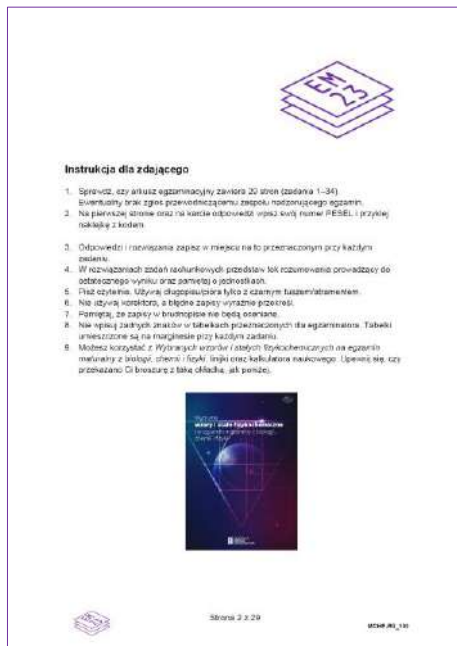 EM
23
Instrukcja dla zdającego
1. Sprawdź, czy arkusz egzaminacyjny zawiera 29 stron (zadania 1–34).
Ewentualny brak zgłoś przewodniczącemu zespołu nadzorującego egzamin.
2. Na pierwszej stronie oraz na karcie odpowiedzi wpisz swój numer PESEL i przyklej
naklejkę z kodem.
3. Odpowiedzi i rozwiązania zapisz w miejscu na to przeznaczonym przy każdym
zadaniu.
4. W rozwiązaniach zadań rachunkowych przedstaw tok rozumowania prowadzący do
ostatecznego wyniku oraz pamiętaj o jednostkach.
5. Pisz czytelnie. Używaj długopisu/pióra tylko z czarnym tuszem/atramentem.
6. Nie używaj korektora, a błędne zapisy wyraźnie przekreśl.
7. Pamiętaj, że zapisy w brudnopisie nie będą oceniane.
8. Nie wpisuj żadnych znaków w tabelkach przeznaczonych dla egzaminatora. Tabelki
umieszczone są na marginesie przy każdym zadaniu.
9. Możesz korzystać z Wybranych wzorów i stałych fizykochemicznych na egzamin
maturalny z biologii, chemii i fizyki, linijki oraz kalkulatora naukowego. Upewnij się, czy
przekazano Ci broszurę z taką okładką, jak poniżej.
wzory i stałe fizykochemiczne
Strona 2 z 29